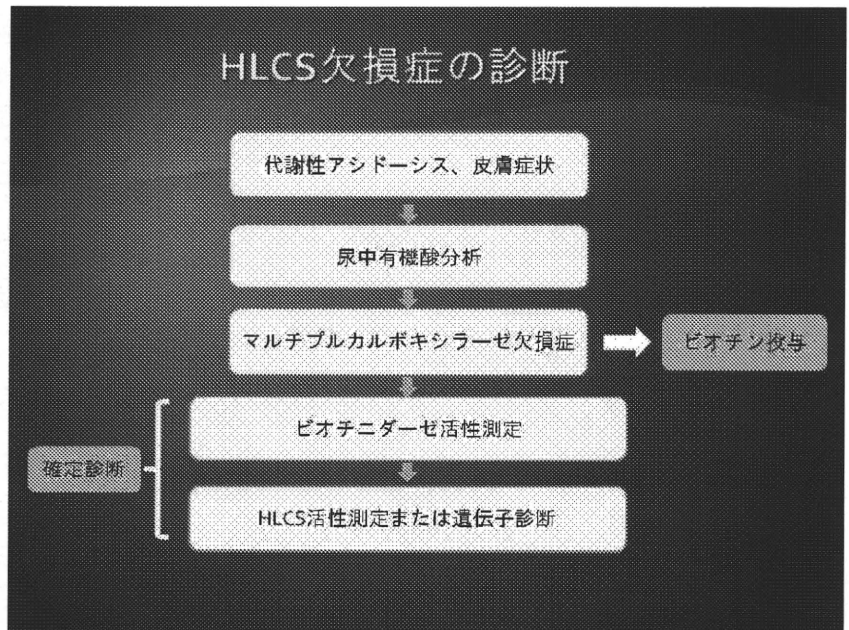 HLCS欠損症の診断
代謝性アシドーシス、皮膚症状
尿中有機酸分析
マルチプルカルボキシラーゼ欠損症
ビオチン投与
ビオチニダーゼ活性測定
確定診断
HLCS活性測定または遺伝子診断